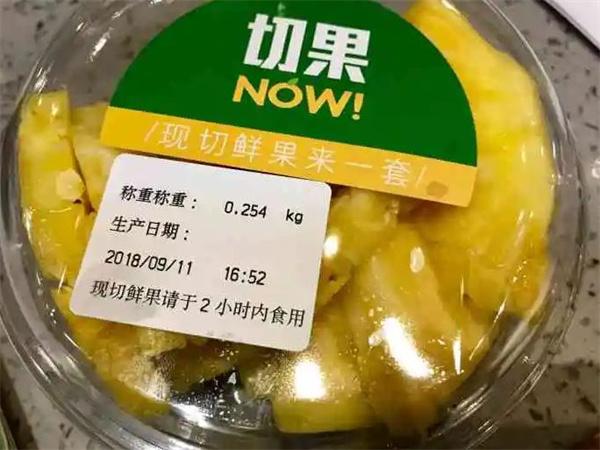 切果
NOW!
/现切鲜果来一套/
称重称重: 0.254 kg
生产日期:
2018/09/11 16:52
现切鲜果请于2小时内食用